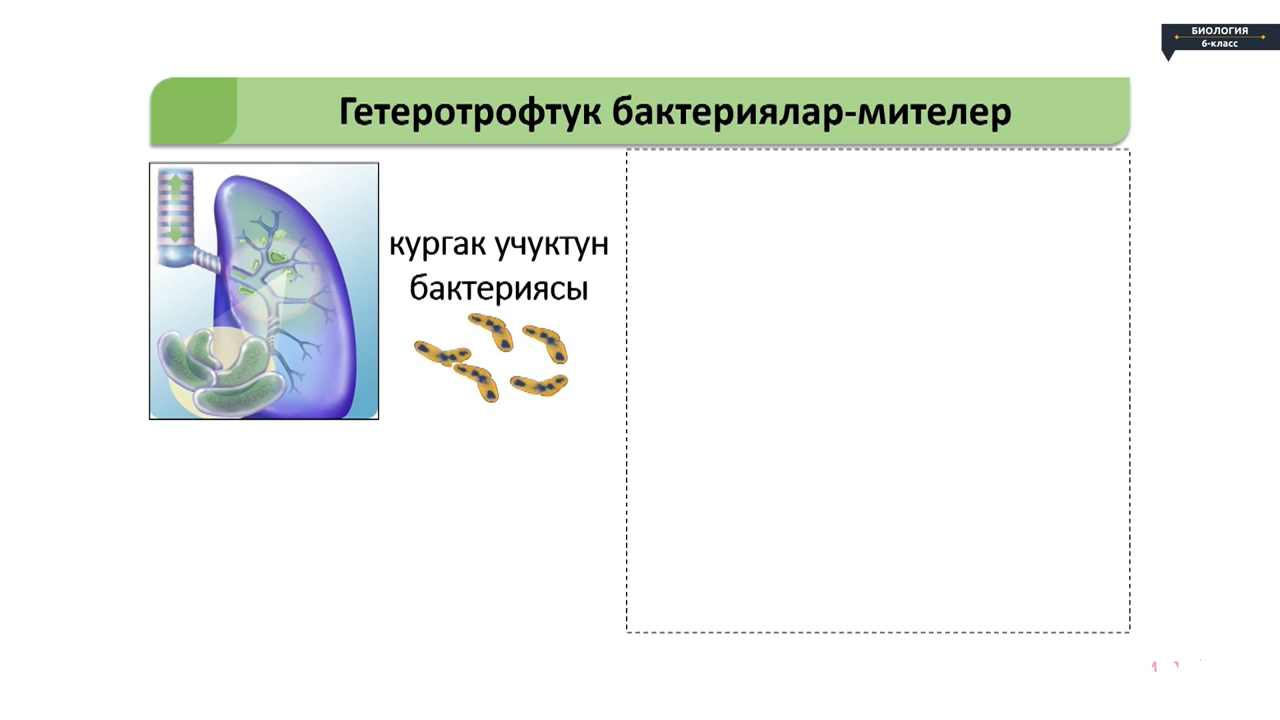 БИОЛОГИЯ
6-класс
Гетеротрофтук бактериялар-мителер
кургак учуктун
бактериясы